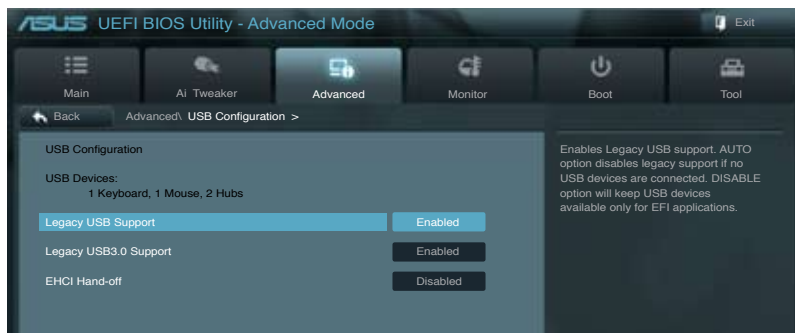 ASUS UEFI BIOS Utility - Advanced Mode
Exit
Main
Ai Tweaker
Advanced
Monitor
Boot
Tool
Back
Advanced\ USB Configuration >
USB Configuration
USB Devices:
1 Keyboard, 1 Mouse, 2 Hubs
Legacy USB Support Enabled
Legacy USB3.0 Support Enabled
EHCI Hand-off Disabled
Enables Legacy USB support. AUTO
option disables legacy support if no
USB devices are connected. DISABLE
option will keep USB devices
available only for EFI applications.